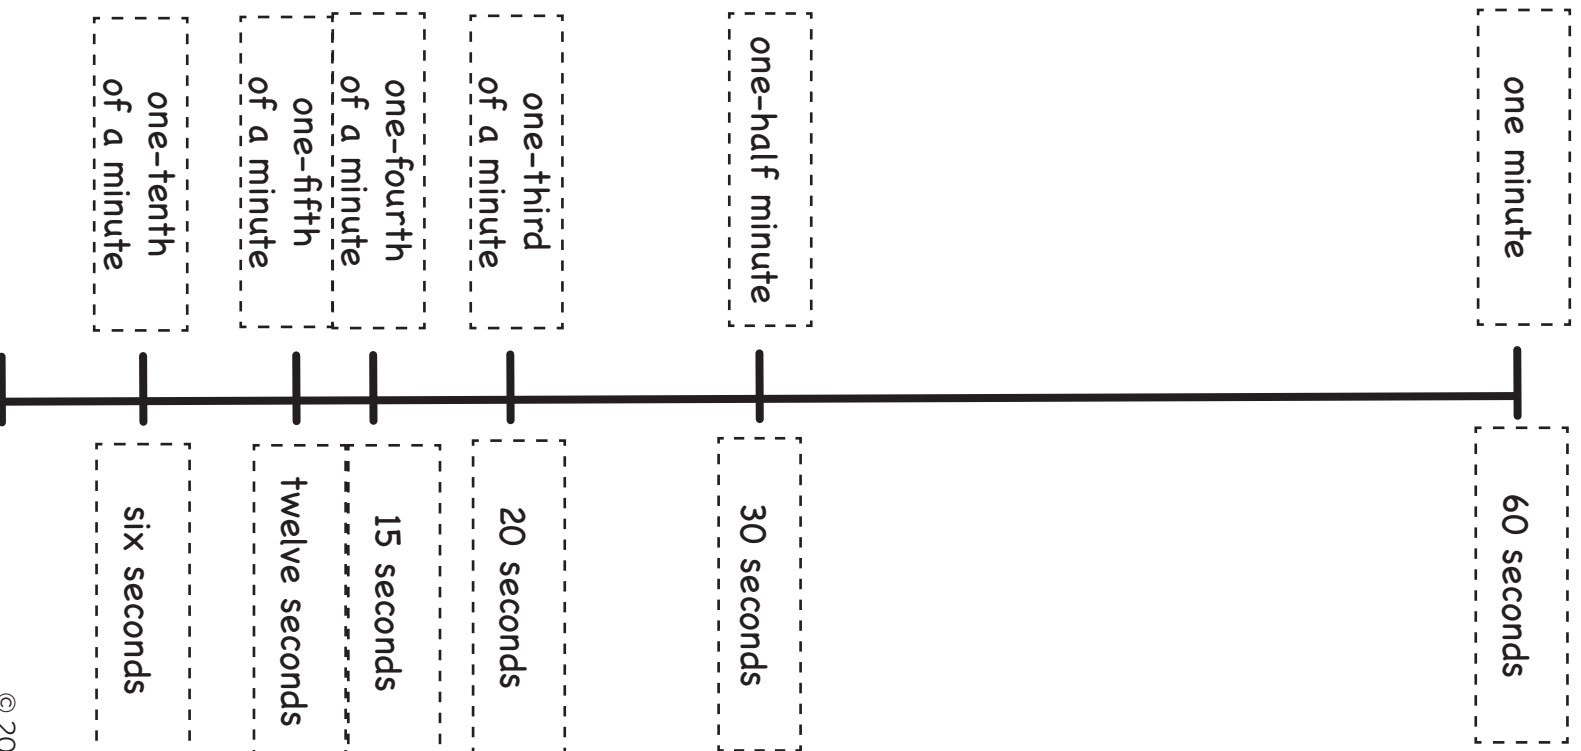 one-tenth
of a minute
one-fifth
of a minute
one-fourth
of a minute
one-third
of a minute
one-half minute
one minute
six seconds
twelve seconds
15 seconds
20 seconds
30 seconds
60 seconds
© 20